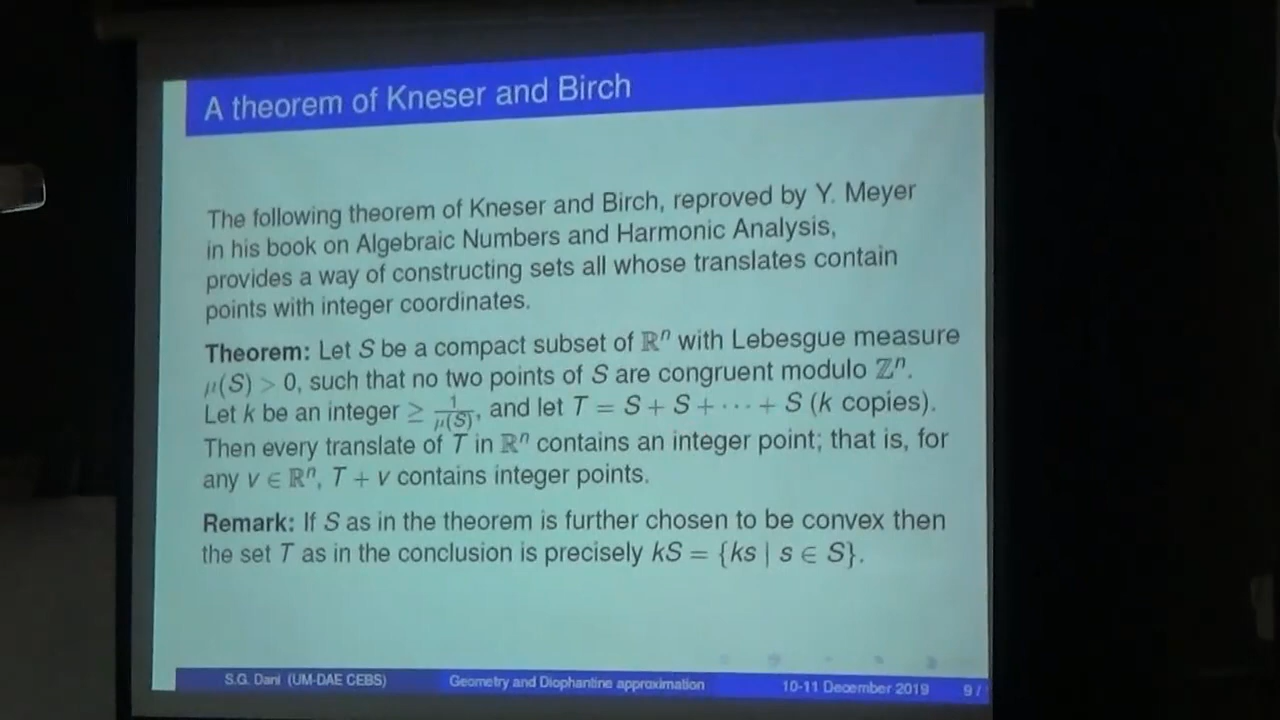 A theorem of Kneser and Birch
The following theorem of Kneser and Birch, reproved by Y. Meyer
in his book on Algebraic Numbers and Harmonic Analysis,
provides a way of constructing sets all whose translates contain
points with integer coordinates.
Theorem: Let S be a compact subset of ℝⁿ with Lebesgue measure
μ(S) > 0, such that no two points of S are congruent modulo ℤⁿ.
Let k be an integer ≥ 1/μ(S), and let T = S + S + ⋯ + S (k copies).
Then every translate of T in ℝⁿ contains an integer point; that is, for
any v ∈ ℝⁿ, T + v contains integer points.
Remark: If S as in the theorem is further chosen to be convex then
the set T as in the conclusion is precisely kS = {ks | s ∈ S}.
S.G. Dani (UM-DAE CEBS) Geometry and Diophantine approximation 10-11 December 2019 9 /